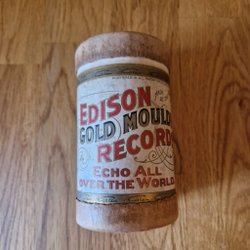 EDISON
GOLD MOULD
RECORD
ECHO ALL
OVER THE WORLD